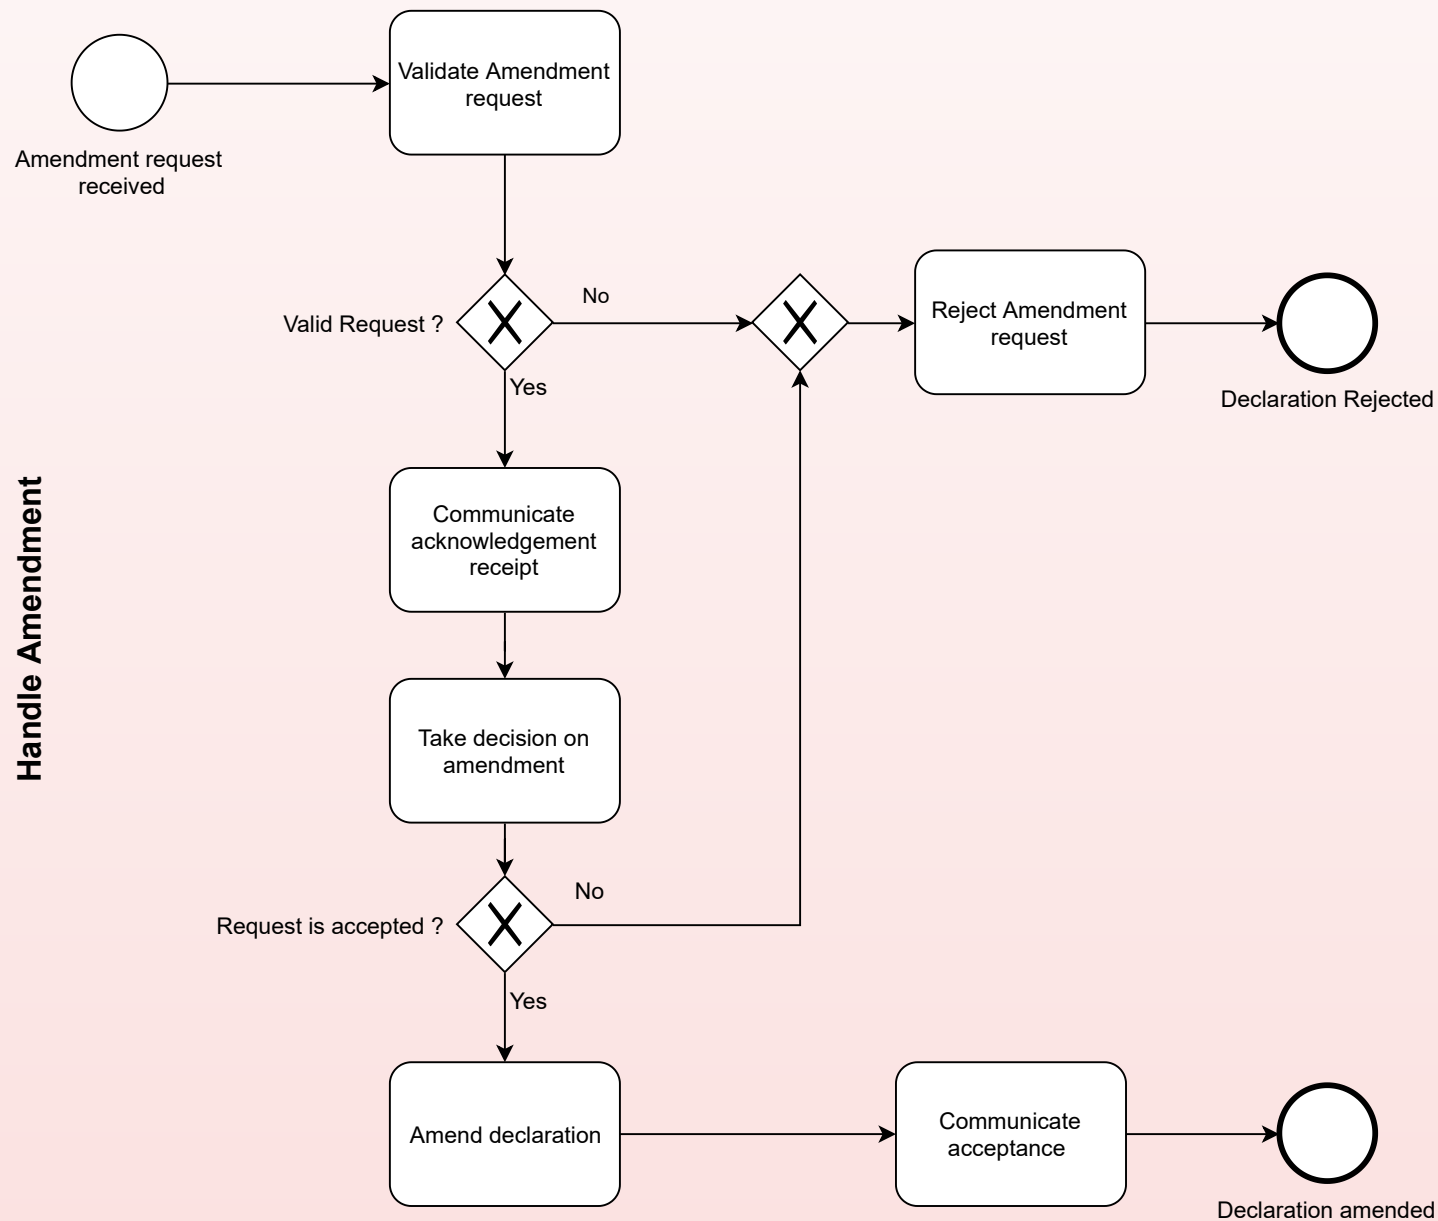 Validate Amendment
request
Amendment request
received
Valid Request ?
No
Reject Amendment
request
Declaration Rejected
Yes
Communicate
acknowledgement
receipt
Handle Amendment
Take decision on
amendment
Request is accepted ?
No
Yes
Amend declaration
Communicate
acceptance
Declaration amended